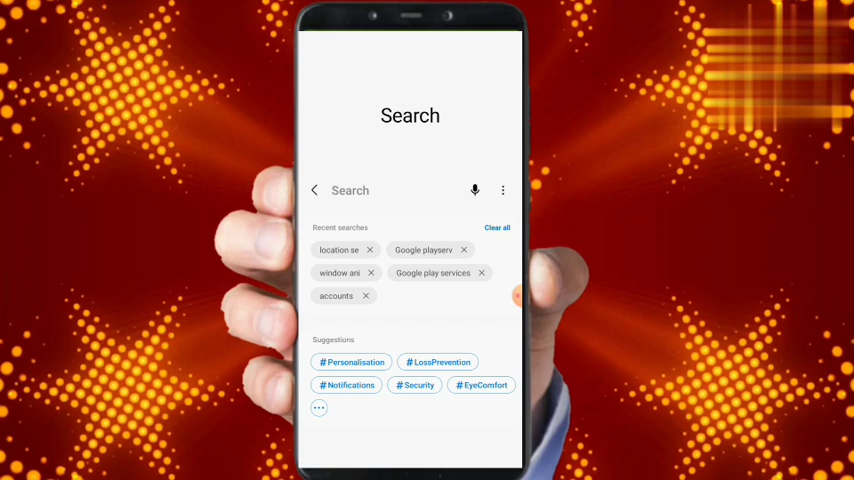 Search
Search
Recent searches Clear all
location se Google playserv
window ani Google play services
accounts
Suggestions
#Personalisation #LossPrevention
#Notifications #Security #EyeComfort